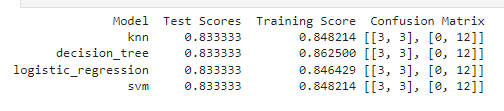 Model Test Scores Training Score Confusion Matrix
knn 0.833333 0.848214 [[3, 3], [0, 12]]
decision_tree 0.833333 0.862500 [[3, 3], [0, 12]]
logistic_regression 0.833333 0.846429 [[3, 3], [0, 12]]
svm 0.833333 0.848214 [[3, 3], [0, 12]]